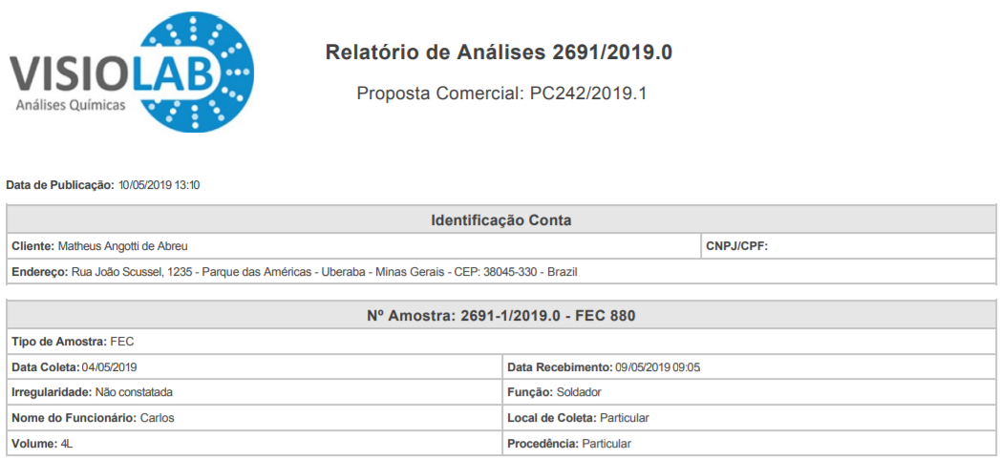 VISIOLAB
Análises Químicas
Relatório de Análises 2691/2019.0
Proposta Comercial: PC242/2019.1
Data de Publicação: 10/05/2019 13:10
Identificação Conta
Cliente: Matheus Angotti de Abreu CNPJ/CPF:
Endereço: Rua João Scussel, 1235 - Parque das Américas - Uberaba - Minas Gerais - CEP: 38045-330 - Brazil
Nº Amostra: 2691-1/2019.0 - FEC 880
Tipo de Amostra: FEC
Data Coleta: 04/05/2019 Data Recebimento: 09/05/2019 09:05
Irregularidade: Não constatada Função: Soldador
Nome do Funcionário: Carlos Local de Coleta: Particular
Volume: 4L Procedência: Particular